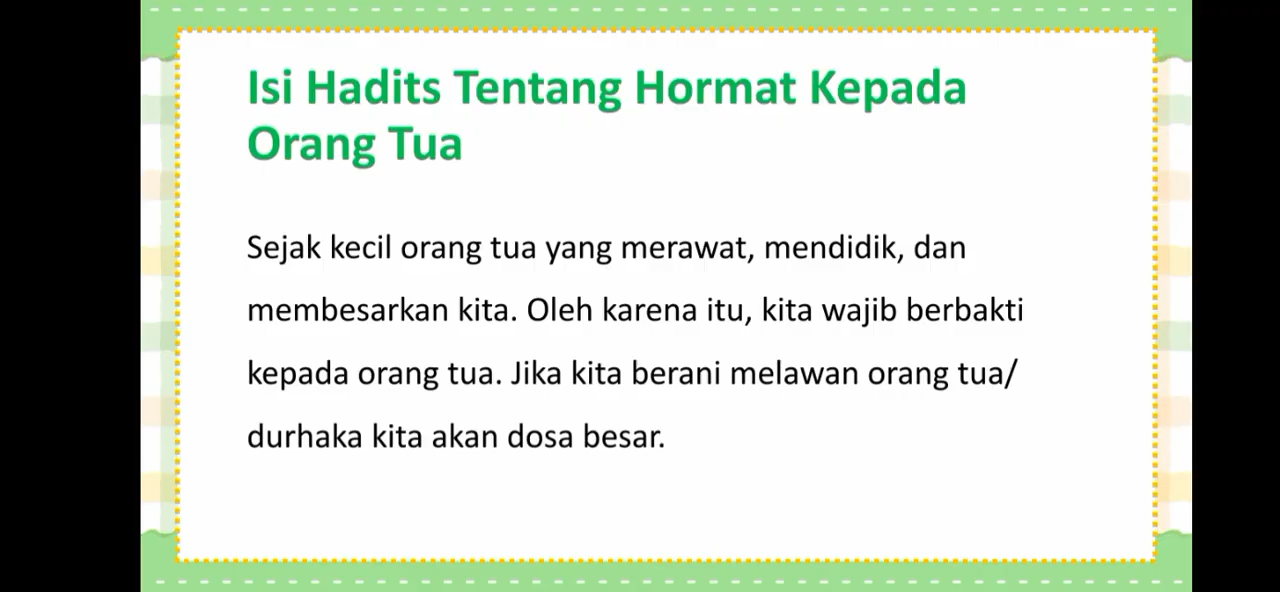 Isi Hadits Tentang Hormat Kepada
Orang Tua
Sejak kecil orang tua yang merawat, mendidik, dan
membesarkan kita. Oleh karena itu, kita wajib berbakti
kepada orang tua. Jika kita berani melawan orang tua/
durhaka kita akan dosa besar.